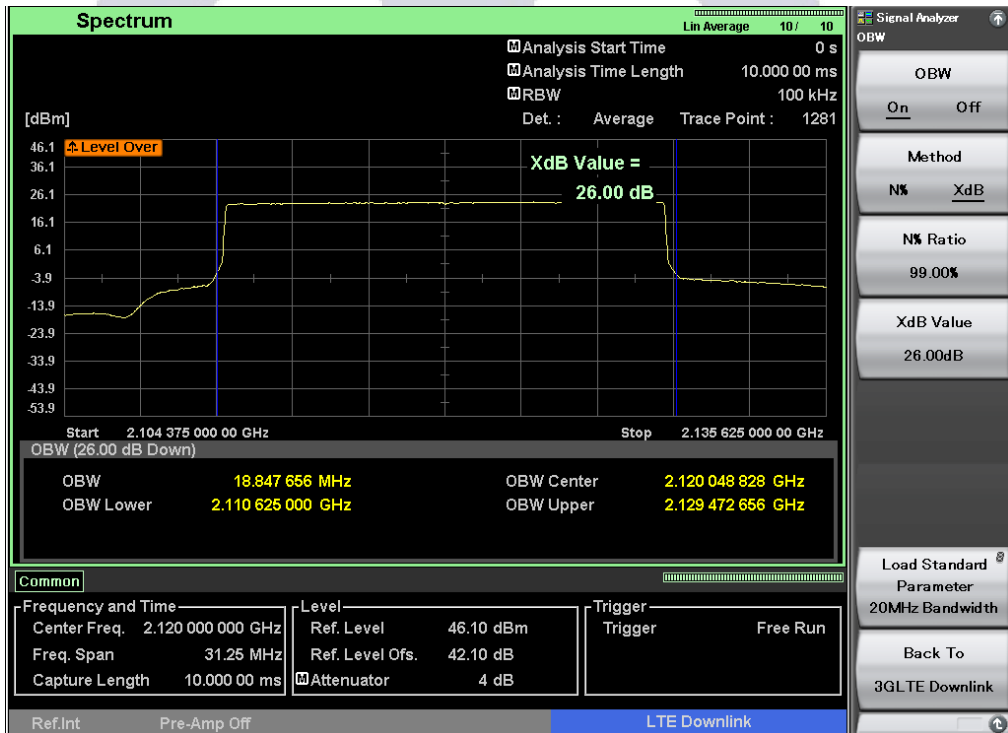 Spectrum
Lin Average 10/ 10
M Analysis Start Time 0 s
M Analysis Time Length 10.000 00 ms
M RBW 100 kHz
[dBm] Det. : Average Trace Point : 1281
46.1 Level Over
36.1 XdB Value =
26.1 26.00 dB
16.1
6.1
-3.9
-13.9
-23.9
-33.9
-43.9
-53.9
Start 2.104 375 000 00 GHz Stop 2.135 625 000 00 GHz
OBW (26.00 dB Down)
OBW 18.847 656 MHz OBW Center 2.120 048 828 GHz
OBW Lower 2.110 625 000 GHz OBW Upper 2.129 472 656 GHz
Common
Frequency and Time
Center Freq. 2.120 000 000 GHz
Freq. Span 31.25 MHz
Capture Length 10.000 00 ms
Level
Ref. Level 46.10 dBm
Ref. Level Ofs. 42.10 dB
M Attenuator 4 dB
Trigger
Trigger Free Run
Ref.Int Pre-Amp Off LTE Downlink
Signal Analyzer
OBW
OBW
On Off
Method
N% XdB
N% Ratio
99.00%
XdB Value
26.00dB
Load Standard 8
Parameter
20MHz Bandwidth
Back To
3GLTE Downlink